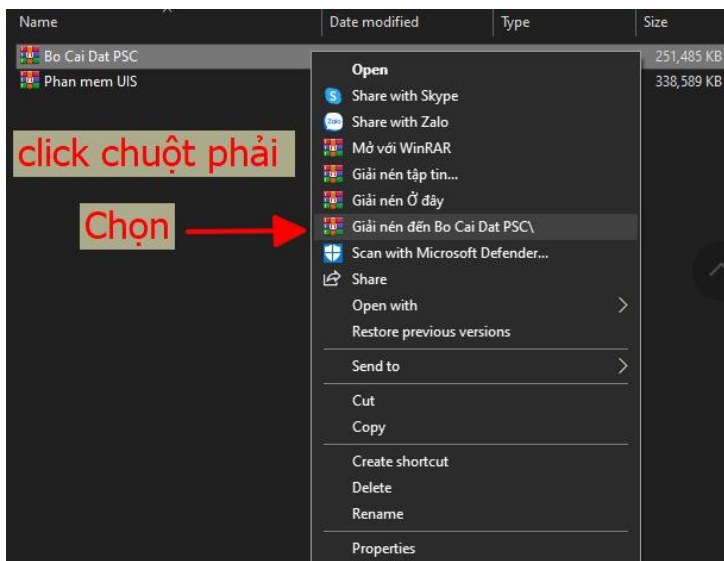 Name Date modified Type Size
Bo Cai Dat PSC 251,485 KB
Phan mem UIS 338,589 KB
click chuột phải
Chọn
Open
Share with Skype
Share with Zalo
Mở với WinRAR
Giải nén tập tin...
Giải nén Ở đây
Giải nén đến Bo Cai Dat PSC\
Scan with Microsoft Defender...
Share
Open with
Restore previous versions
Send to
Cut
Copy
Create shortcut
Delete
Rename
Properties